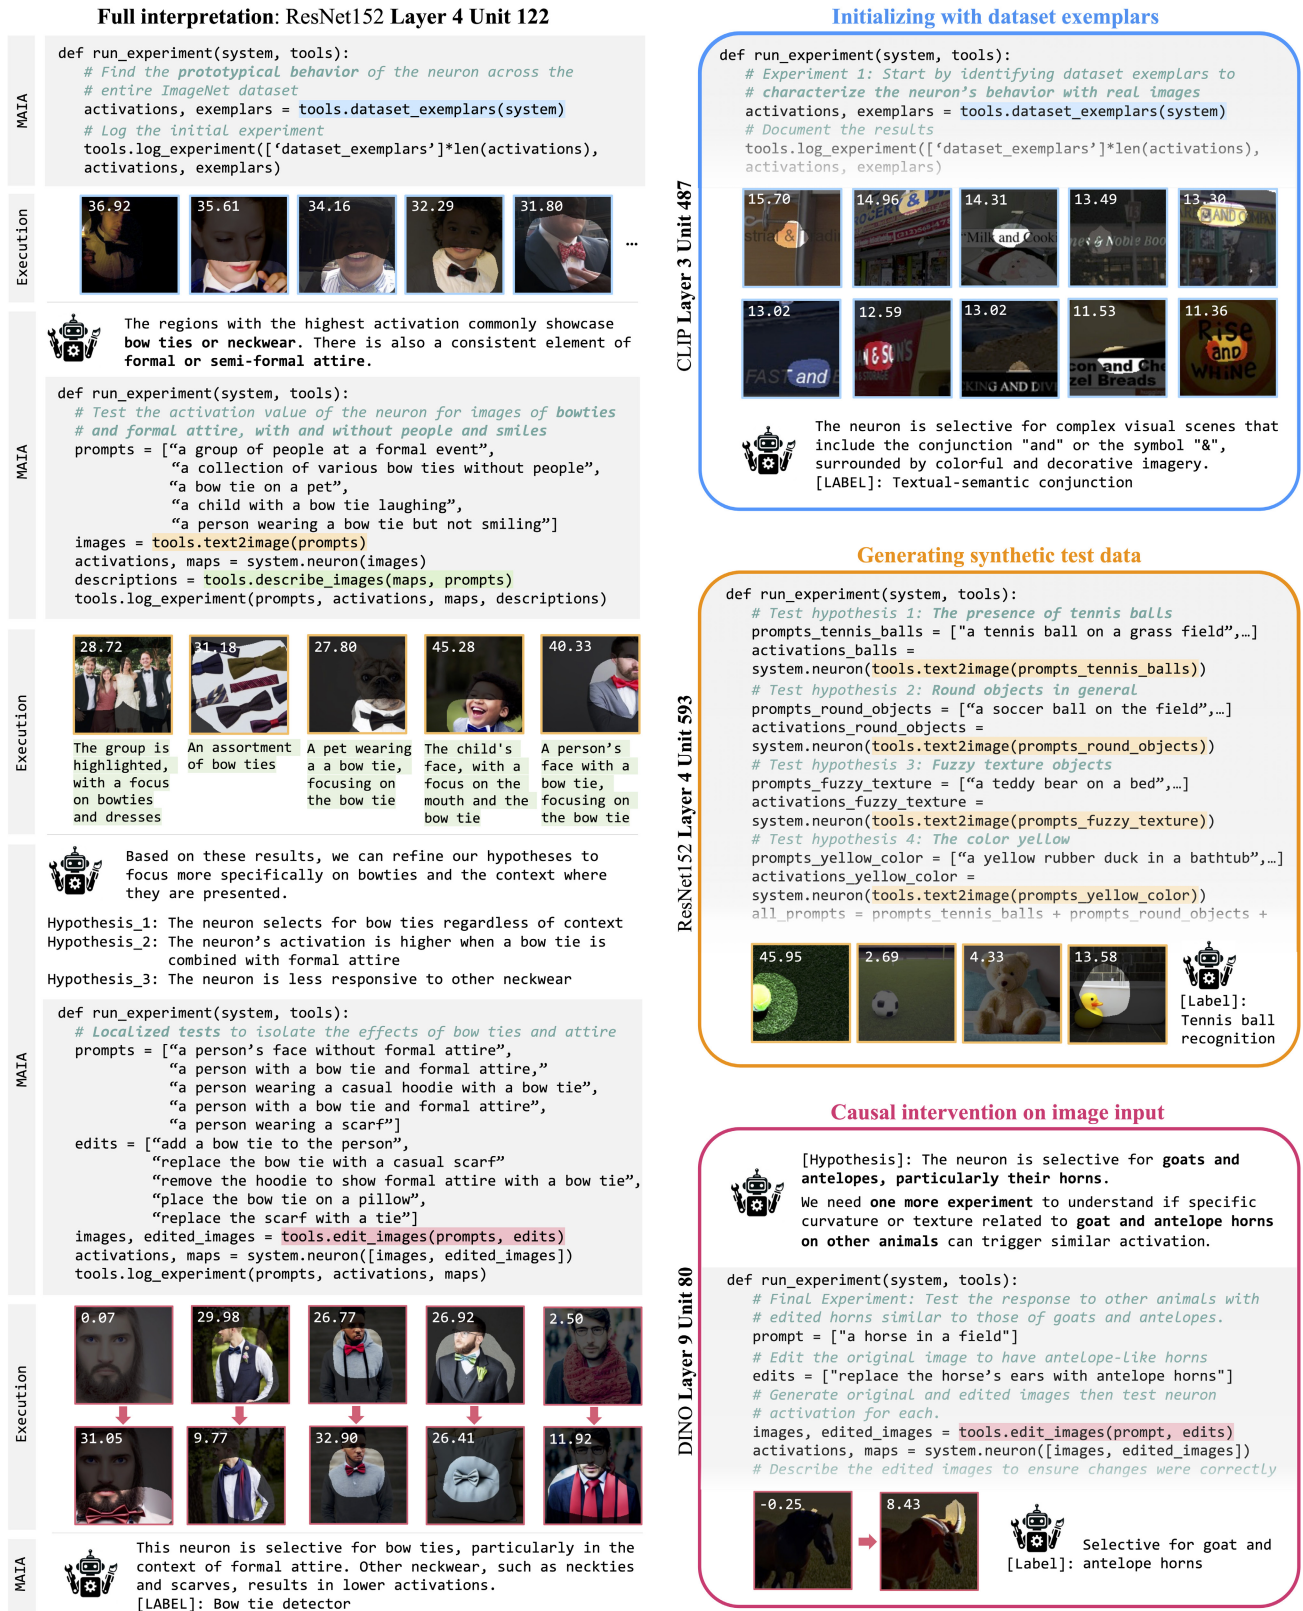 Full interpretation: ResNet152 Layer 4 Unit 122
MAIA
def run_experiment(system, tools):
# Find the prototypical behavior of the neuron across the
# entire ImageNet dataset
activations, exemplars = tools.dataset_exemplars(system)
# Log the initial experiment
tools.log_experiment([‘dataset_exemplars’]*len(activations),
activations, exemplars)
Execution
36.92
35.61
34.16
32.29
31.80
...
The regions with the highest activation commonly showcase
bow ties or neckwear. There is also a consistent element of
formal or semi-formal attire.
MAIA
def run_experiment(system, tools):
# Test the activation value of the neuron for images of bowties
# and formal attire, with and without people and smiles
prompts = [“a group of people at a formal event”,
“a collection of various bow ties without people”,
“a bow tie on a pet”,
“a child with a bow tie laughing”,
“a person wearing a bow tie but not smiling”]
images = tools.text2image(prompts)
activations, maps = system.neuron(images)
descriptions = tools.describe_images(maps, prompts)
tools.log_experiment(prompts, activations, maps, descriptions)
Execution
28.72
31.18
27.80
45.28
40.33
The group is
highlighted,
with a focus
on bowties
and dresses
An assortment
of bow ties
A pet wearing
a a bow tie,
focusing on
the bow tie
The child's
face, with a
focus on the
mouth and the
bow tie
A person’s
face with a
bow tie,
focusing on
the bow tie
Based on these results, we can refine our hypotheses to
focus more specifically on bowties and the context where
they are presented.
Hypothesis_1: The neuron selects for bow ties regardless of context
Hypothesis_2: The neuron’s activation is higher when a bow tie is
combined with formal attire
Hypothesis_3: The neuron is less responsive to other neckwear
MAIA
def run_experiment(system, tools):
# Localized tests to isolate the effects of bow ties and attire
prompts = [“a person’s face without formal attire”,
“a person with a bow tie and formal attire,”
“a person wearing a casual hoodie with a bow tie”,
“a person with a bow tie and formal attire”,
“a person wearing a scarf”]
edits = [“add a bow tie to the person”,
“replace the bow tie with a casual scarf”
“remove the hoodie to show formal attire with a bow tie”,
“place the bow tie on a pillow”,
“replace the scarf with a tie”]
images, edited_images = tools.edit_images(prompts, edits)
activations, maps = system.neuron([images, edited_images])
tools.log_experiment(prompts, activations, maps)
Execution
0.07
29.98
26.77
26.92
2.50
31.05
9.77
32.90
26.41
11.92
MAIA
This neuron is selective for bow ties, particularly in the
context of formal attire. Other neckwear, such as neckties
and scarves, results in lower activations.
[LABEL]: Bow tie detector
Initializing with dataset exemplars
CLIP Layer 3 Unit 487
def run_experiment(system, tools):
# Experiment 1: Start by identifying dataset exemplars to
# characterize the neuron’s behavior with real images
activations, exemplars = tools.dataset_exemplars(system)
# Document the results
tools.log_experiment([‘dataset_exemplars’]*len(activations),
activations, exemplars)
15.70
14.96
14.31
13.49
13.30
strial &
"Milk and Cooki
& Noble Boo
AND
13.02
12.59
13.02
11.53
11.36
FAST and
N & SON'S
KING AND DIV
con and Che
zel Breads
RiSE
and
WHiNE
The neuron is selective for complex visual scenes that
include the conjunction "and" or the symbol "&",
surrounded by colorful and decorative imagery.
[LABEL]: Textual-semantic conjunction
Generating synthetic test data
ResNet152 Layer 4 Unit 593
def run_experiment(system, tools):
# Test hypothesis 1: The presence of tennis balls
prompts_tennis_balls = ["a tennis ball on a grass field”,…]
activations_balls =
system.neuron(tools.text2image(prompts_tennis_balls))
# Test hypothesis 2: Round objects in general
prompts_round_objects = [“a soccer ball on the field”,…]
activations_round_objects =
system.neuron(tools.text2image(prompts_round_objects))
# Test hypothesis 3: Fuzzy texture objects
prompts_fuzzy_texture = [“a teddy bear on a bed”,…]
activations_fuzzy_texture =
system.neuron(tools.text2image(prompts_fuzzy_texture))
# Test hypothesis 4: The color yellow
prompts_yellow_color = [“a yellow rubber duck in a bathtub”,…]
activations_yellow_color =
system.neuron(tools.text2image(prompts_yellow_color))
all_prompts = prompts_tennis_balls + prompts_round_objects +
45.95
2.69
4.33
13.58
[Label]:
Tennis ball
recognition
Causal intervention on image input
DINO Layer 9 Unit 80
[Hypothesis]: The neuron is selective for goats and
antelopes, particularly their horns.
We need one more experiment to understand if specific
curvature or texture related to goat and antelope horns
on other animals can trigger similar activation.
def run_experiment(system, tools):
# Final Experiment: Test the response to other animals with
# edited horns similar to those of goats and antelopes.
prompt = ["a horse in a field"]
# Edit the original image to have antelope-like horns
edits = ["replace the horse’s ears with antelope horns"]
# Generate original and edited images then test neuron
# activation for each.
images, edited_images = tools.edit_images(prompt, edits)
activations, maps = system.neuron([images, edited_images])
# Describe the edited images to ensure changes were correctly
-0.25
8.43
Selective for goat and
[Label]: antelope horns